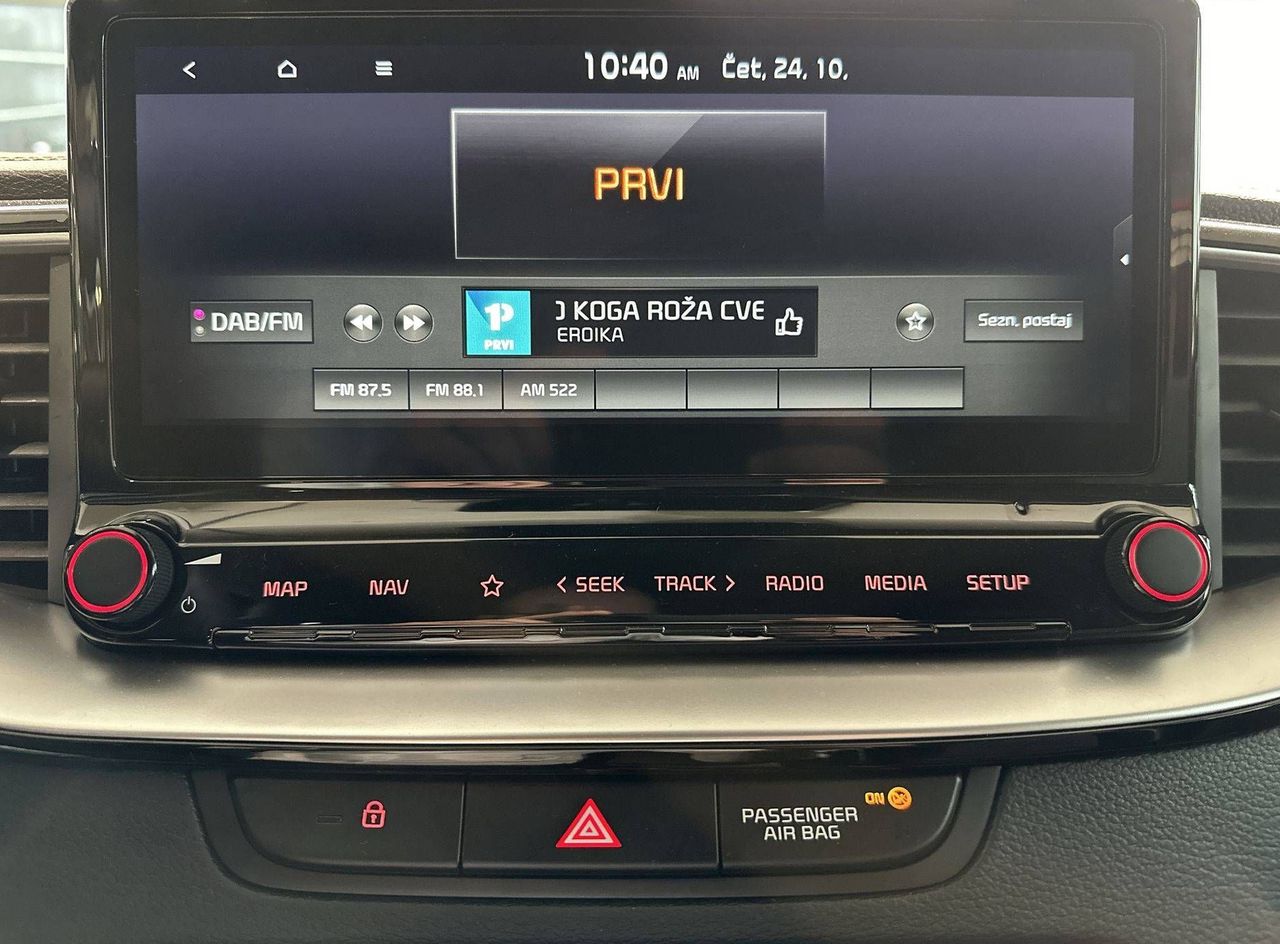 10:40 AM Čet, 24. 10.
PRVI
DAB/FM
1P
PRVI
J KOGA ROŽA CVE
EROIKA
Sezn. postaj
FM 87.5 FM 88.1 AM 522
MAP NAV < SEEK TRACK > RADIO MEDIA SETUP
PASSENGER
AIR BAG
ON